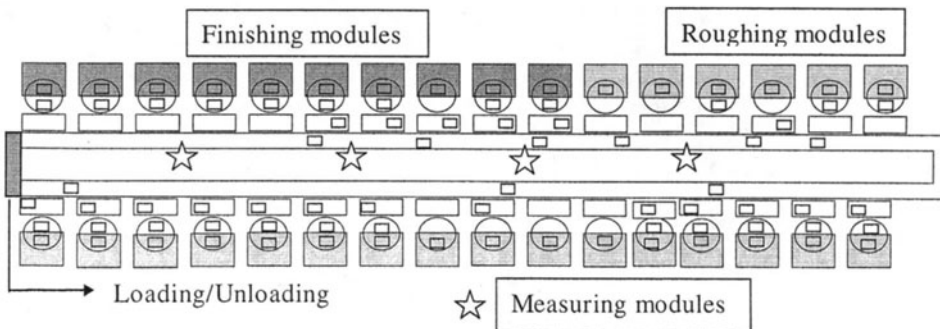 Finishing modules
Roughing modules
Loading/Unloading
Measuring modules